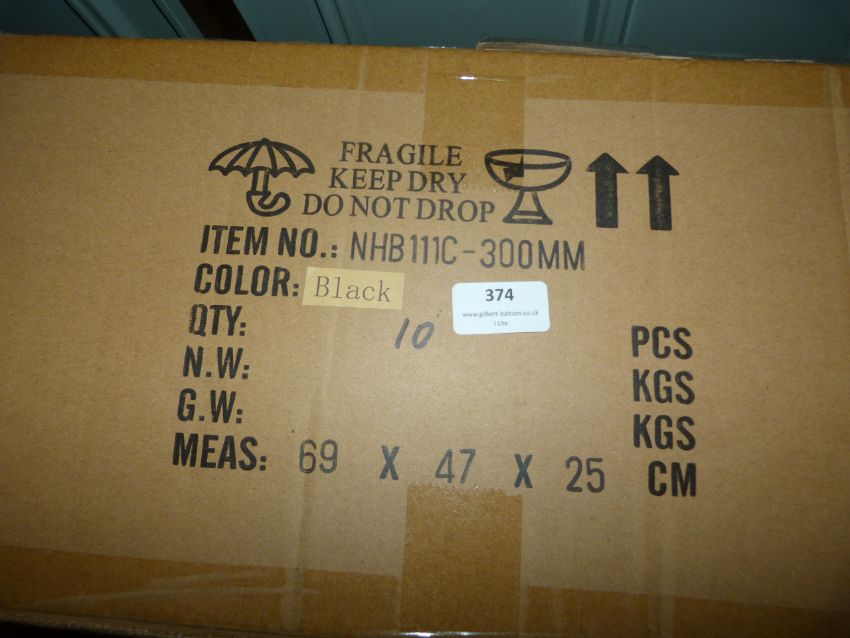 FRAGILE
KEEP DRY
DO NOT DROP
ITEM NO.: NHB111C-300MM
COLOR: Black
374
www.gilbert-baitson.co.uk
I Lite
QTY: 10 PCS
N.W: KGS
G.W: KGS
MEAS: 69 X 47 X 25 CM